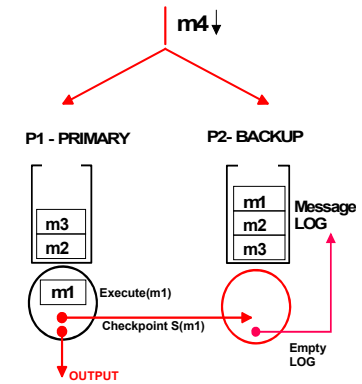 m4
P1 - PRIMARY
P2- BACKUP
m3
m2
m1
m2
m3
Message
LOG
m1
Execute(m1)
Checkpoint S(m1)
Empty
LOG
OUTPUT